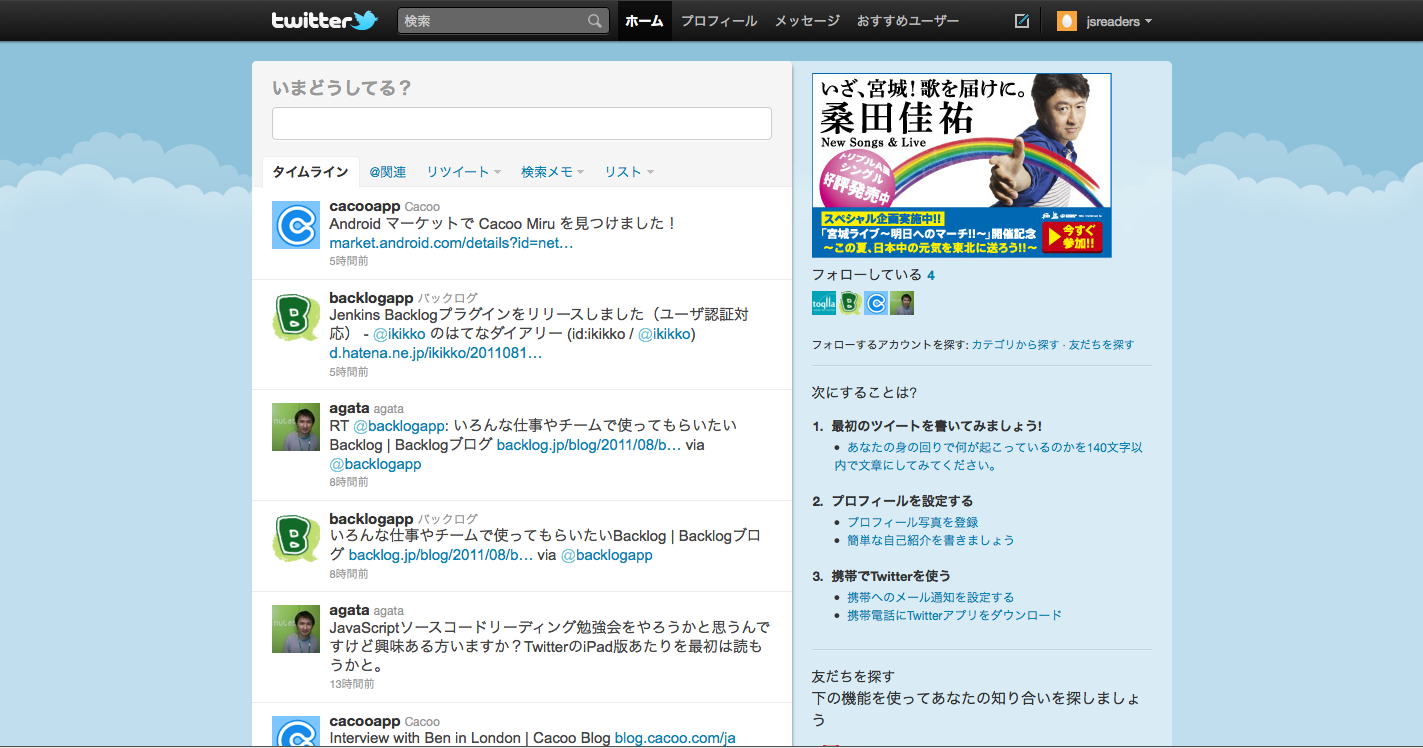 twitter
検索
ホーム
プロフィール
メッセージ
おすすめユーザー
jsreaders
いまどうしてる？
タイムライン
@関連
リツイート
検索メモ
リスト
cacooapp Cacoo
Android マーケットで Cacoo Miru を見つけました！
market.android.com/details?id=net…
5時間前
backlogapp バックログ
Jenkins Backlogプラグインをリリースしました（ユーザ認証対
応） - @ikikko のはてなダイアリー (id:ikikko / @ikikko)
d.hatena.ne.jp/ikikko/2011081…
5時間前
agata agata
RT @backlogapp: いろんな仕事やチームで使ってもらいたい
Backlog | Backlogブログ backlog.jp/blog/2011/08/b… via
@backlogapp
8時間前
backlogapp バックログ
いろんな仕事やチームで使ってもらいたいBacklog | Backlogブロ
グ backlog.jp/blog/2011/08/b… via @backlogapp
8時間前
agata agata
JavaScriptソースコードリーディング勉強会をやろうかと思うんで
すけど興味ある方いますか？TwitterのiPad版あたりを最初は読も
うかと。
13時間前
cacooapp Cacoo
Interview with Ben in London | Cacoo Blog blog.cacoo.com/ja
いざ、宮城！歌を届けに。
桑田佳祐
New Songs & Live
トリプルA面
シングル
好評発売中
スペシャル企画実施中!!
「宮城ライブ～明日へのマーチ!!～」開催記念
～この夏、日本中の元気を東北に送ろう!!～
今すぐ
参加!!
フォローしている 4
toqlla
フォローするアカウントを探す: カテゴリから探す · 友だちを探す
次にすることは?
1. 最初のツイートを書いてみましょう!
• あなたの身の回りで何が起こっているのかを140文字以
内で文章にしてみてください。
2. プロフィールを設定する
• プロフィール写真を登録
• 簡単な自己紹介を書きましょう
3. 携帯でTwitterを使う
• 携帯へのメール通知を設定する
• 携帯電話にTwitterアプリをダウンロード
友だちを探す
下の機能を使ってあなたの知り合いを探しましょ
う